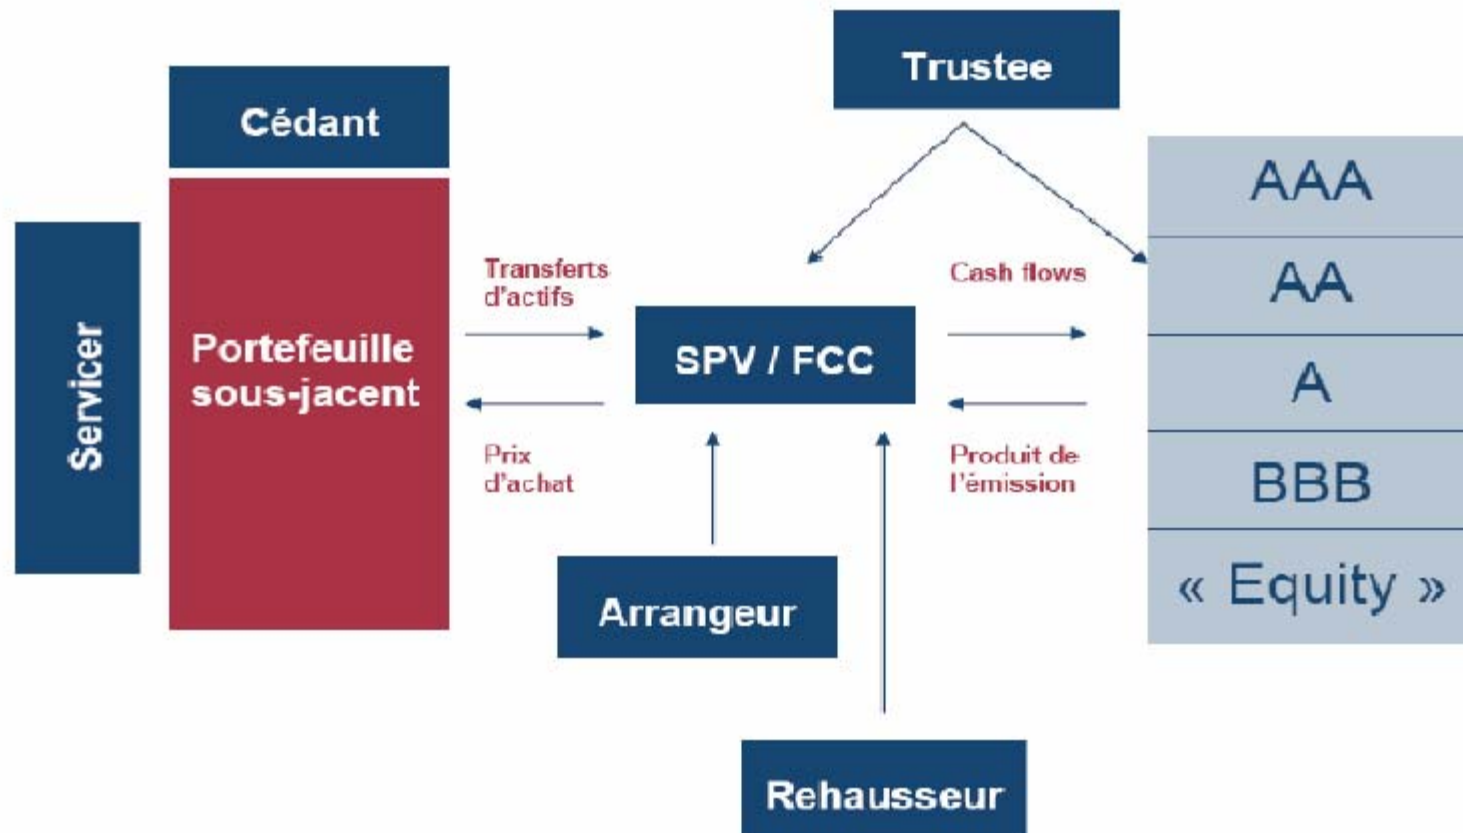 Trustee
Cédant
Servicer
Portefeuille
sous-jacent
Transferts
d'actifs
Prix
d'achat
SPV / FCC
Cash flows
Produit de
l'émission
AAA
AA
A
BBB
« Equity »
Arrangeur
Rehausseur